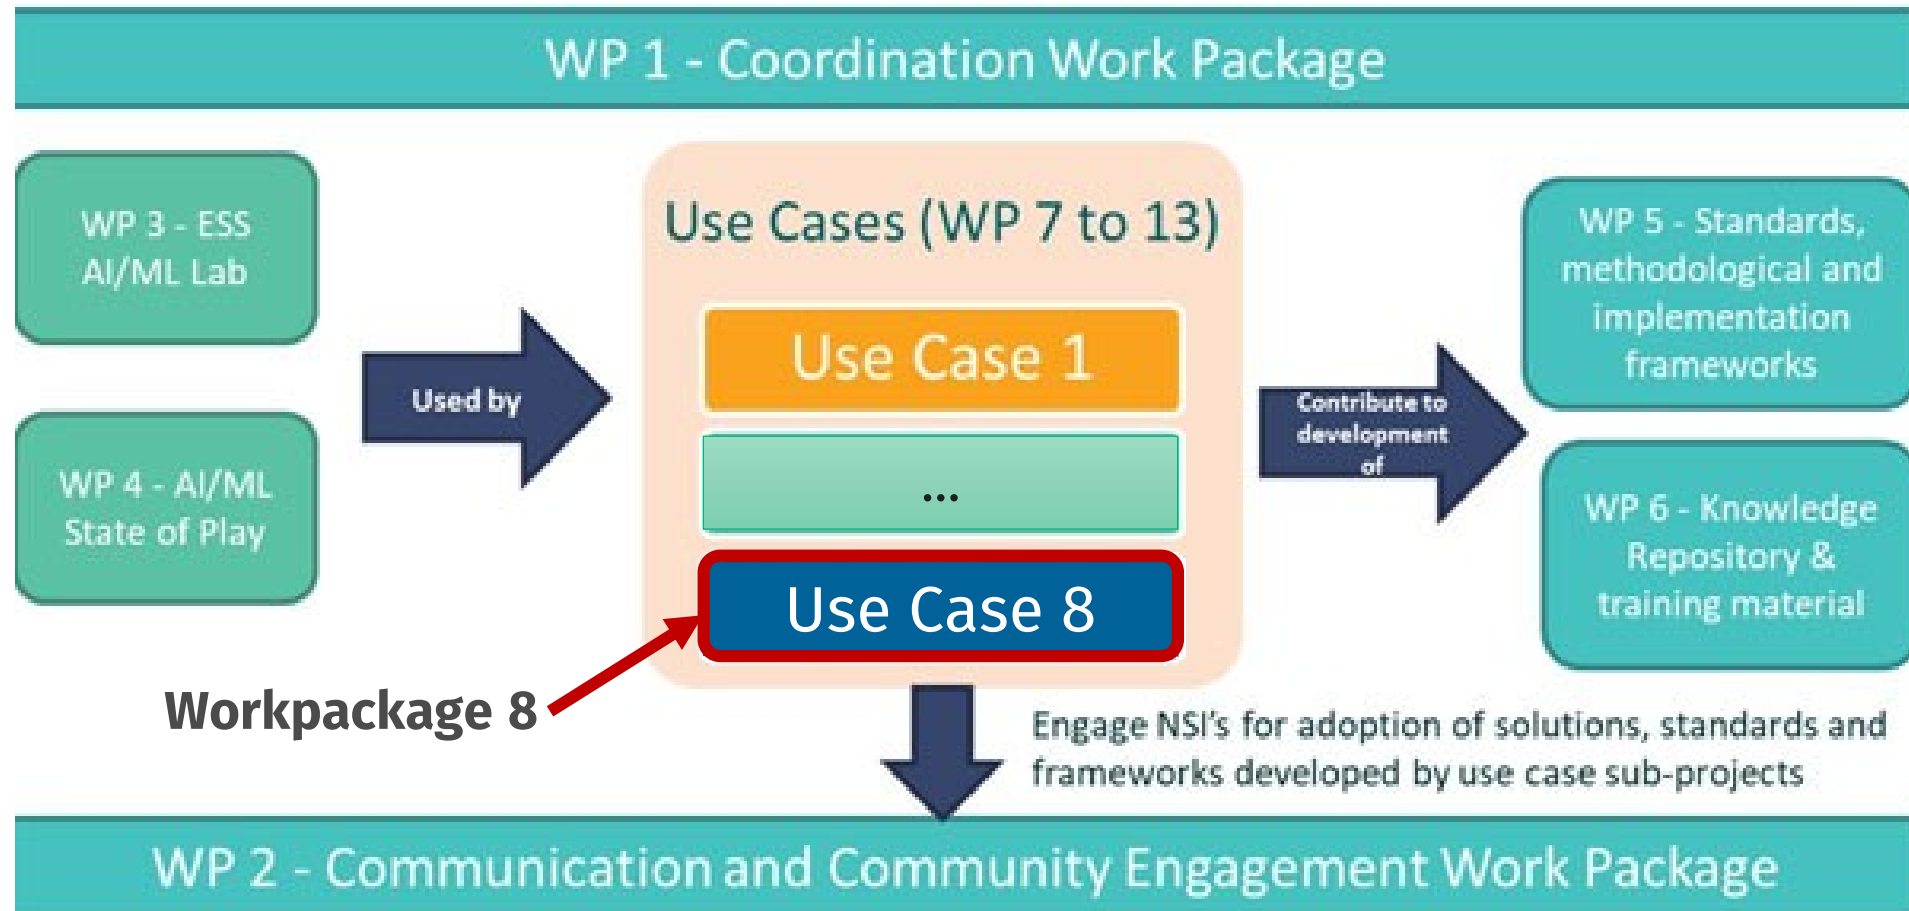 WP 1 - Coordination Work Package
WP 3 - ESS
AI/ML Lab
WP 4 - AI/ML
State of Play
Used by
Use Cases (WP 7 to 13)
Use Case 1
...
Use Case 8
Workpackage 8
Contribute to
development
of
WP 5 - Standards,
methodological and
implementation
frameworks
WP 6 - Knowledge
Repository &
training material
Engage NSI's for adoption of solutions, standards and
frameworks developed by use case sub-projects
WP 2 - Communication and Community Engagement Work Package